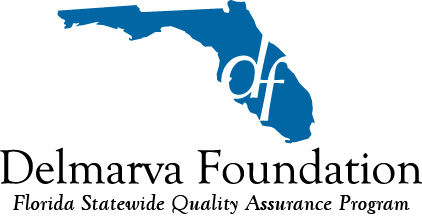 df
Delmarva Foundation
Florida Statewide Quality Assurance Program